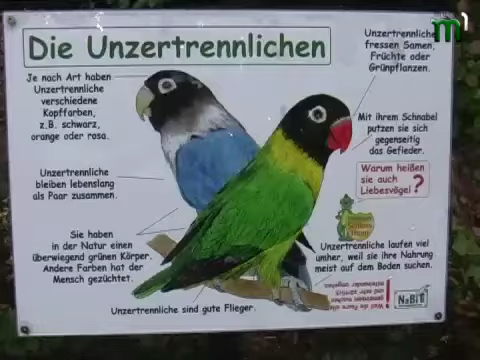 Die Unzertrennlichen
Je nach Art haben
Unzertrennliche
verschiedene
Kopffarben,
z.B. schwarz,
orange oder rosa.
Unzertrennliche
fressen Samen,
Früchte oder
Grünpflanzen.
Mit ihrem Schnabel
putzen sie sich
gegenseitig
das Gefieder.
Unzertrennliche
bleiben lebenslang
als Paar zusammen.
Warum heißen
sie auch
Liebesvögel?
Sie haben
in der Natur einen
überwiegend grünen Körper.
Andere Farben hat der
Mensch gezüchtet.
Unzertrennliche laufen viel
umher, weil sie ihre Nahrung
meist auf dem Boden suchen.
Unzertrennliche sind gute Flieger.
NaBiT
m